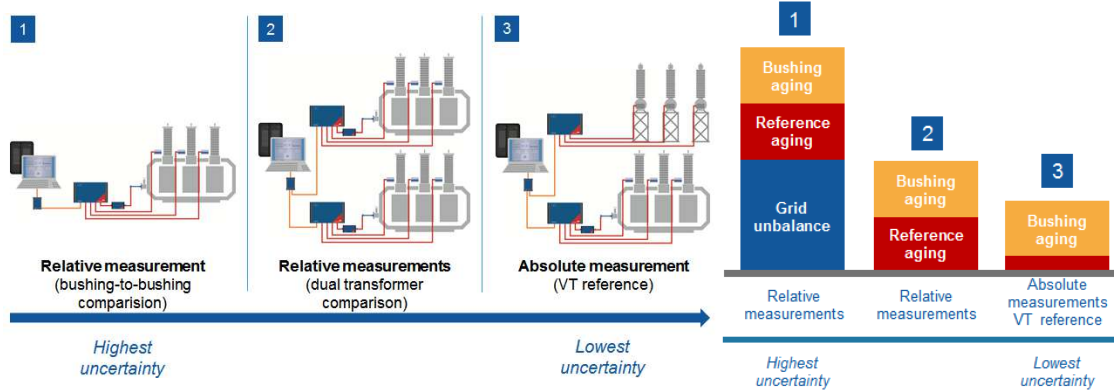 1
2
3
Relative measurement
(bushing-to-bushing
comparision)
Relative measurements
(dual transformer
comparison)
Absolute measurement
(VT reference)
Highest
uncertainty
Lowest
uncertainty
1
Bushing
aging
Reference
aging
Grid
unbalance
2
Bushing
aging
Reference
aging
3
Bushing
aging
Relative
measurements
Relative
measurements
Absolute
measurements
VT reference
Highest
uncertainty
Lowest
uncertainty